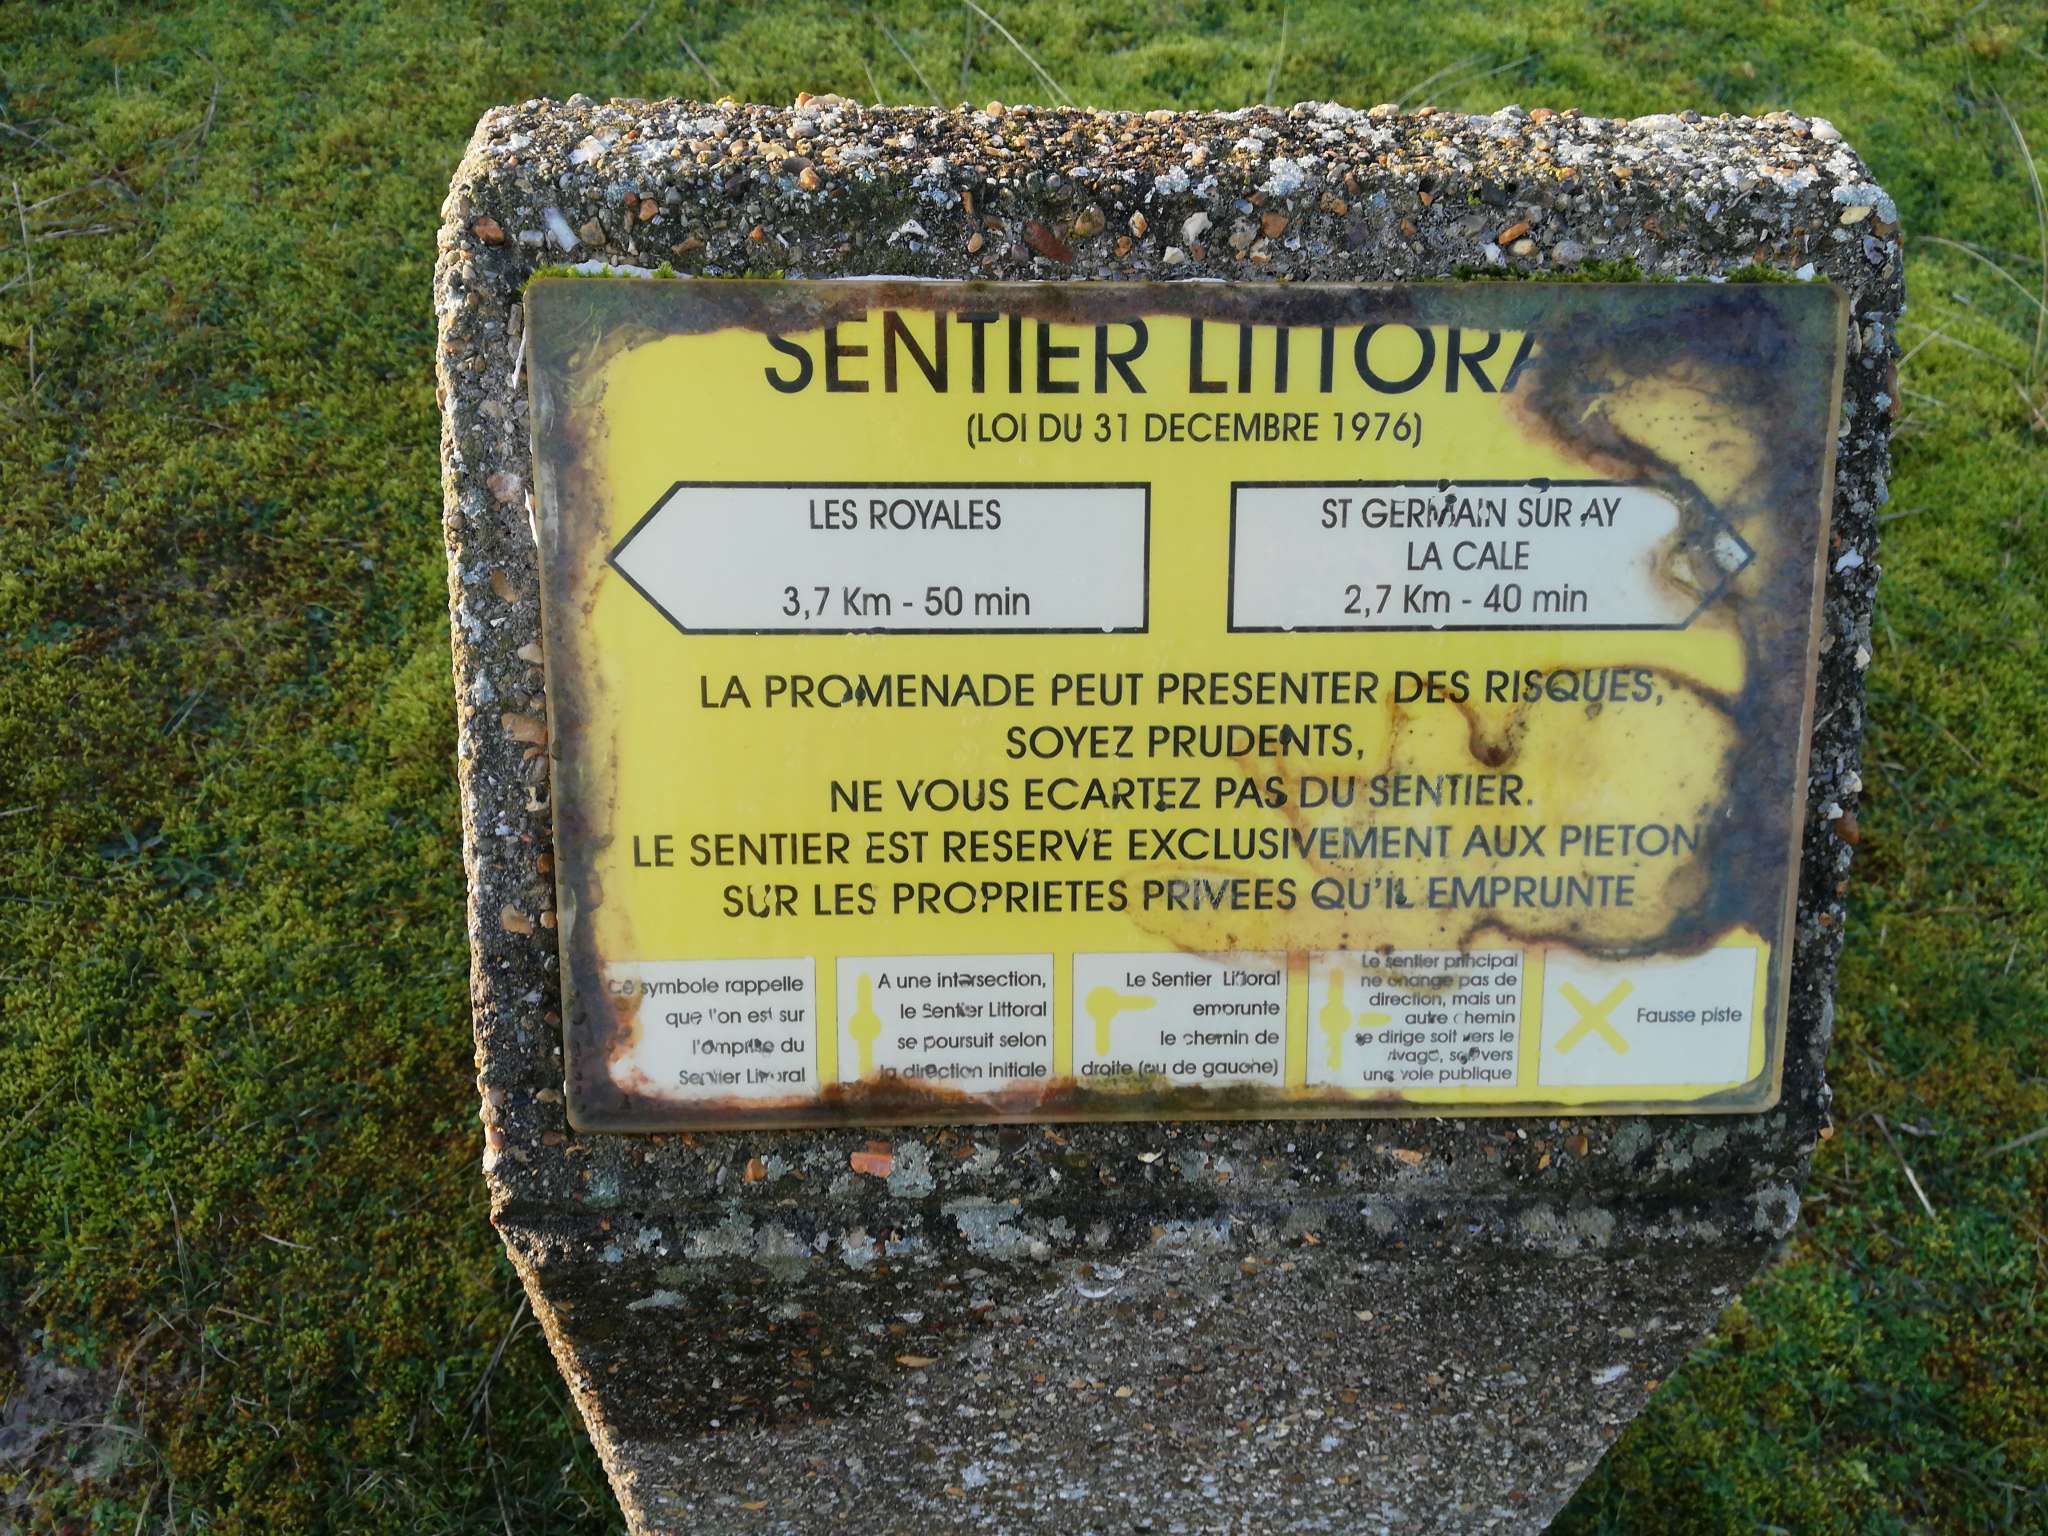 SENTIER LITTORAL
(LOI DU 31 DECEMBRE 1976)
LES ROYALES
3,7 Km - 50 min
ST GERMAIN SUR AY
LA CALE
2,7 Km - 40 min
LA PROMENADE PEUT PRESENTER DES RISQUES,
SOYEZ PRUDENTS,
NE VOUS ECARTEZ PAS DU SENTIER.
LE SENTIER EST RESERVE EXCLUSIVEMENT AUX PIETONS
SUR LES PROPRIETES PRIVEES QU'IL EMPRUNTE
Ce symbole rappelle
que l'on est sur
l'emprise du
Sentier Littoral
A une intersection,
le Sentier Littoral
se poursuit selon
la direction initiale
Le Sentier Littoral
emprunte
le chemin de
droite (ou de gauche)
Le sentier principal
ne change pas de
direction, mais un
autre chemin
se dirige soit vers le
rivage, soit vers
une voie publique
Fausse piste